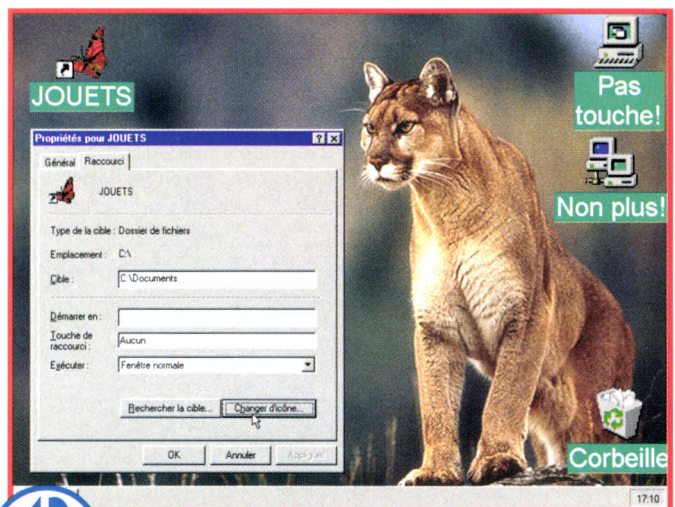 JOUETS
Pas
touche!
Non plus!
Corbeille
Propriétés pour JOUETS
Général Raccourci
JOUETS
Type de la cible : Dossier de fichiers
Emplacement : C:\
Cible : C:\Documents
Démarrer en :
Touche de
raccourci : Aucun
Exécuter : Fenêtre normale
Rechercher la cible... Changer d'icône...
OK Annuler Appliquer
17:10